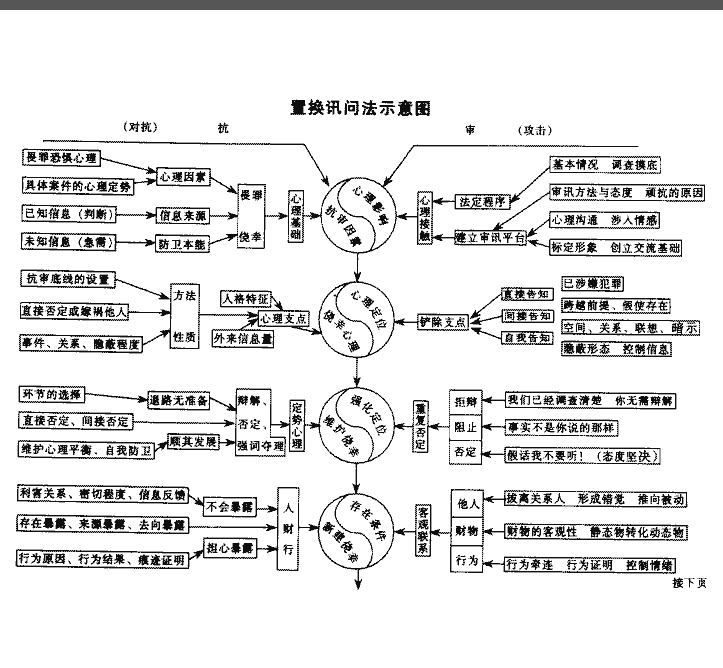 置换讯问法示意图
(对抗) 抗
审 (攻击)
畏罪恐惧心理
具体案件的心理定势
已知信息(判断)
未知信息(急需)
心理因素
信息来源
防卫本能
畏罪
侥幸
心理基础
心理影响
抗审因素
心理接触
法定程序
建立审讯平台
基本情况 调查摸底
审讯方法与态度 顽抗的原因
心理沟通 涉入情感
标定形象 创立交流基础
抗审底线的设置
直接否定或嫁祸他人
事件、关系、隐蔽程度
方法
性质
人格特征
心理支点
外来信息量
心理定位
侥幸心理
铲除支点
直接告知
间接告知
自我告知
已涉嫌犯罪
跨越前提、假使存在
空间、关系、联想、暗示
隐蔽形态 控制信息
环节的选择
直接否定、间接否定
维护心理平衡、自我防卫
退路无准备
顺其发展
辩解、
否定、
强词夺理
定势心理
强化定位
维护侥幸
重复否定
拒辩
阻止
否定
我们已经调查清楚 你无需辩解
事实不是你说的那样
假话我不要听!(态度坚决)
利害关系、密切程度、信息反馈
存在暴露、来源暴露、去向暴露
行为原因、行为结果、痕迹证明
不会暴露
担心暴露
人
财
行
存在条件
新建侥幸
客观联系
他人
财物
行为
拔离关系人 形成错觉 推向被动
财物的客观性 静态物转化动态物
行为牵连 行为证明 控制情绪
接下页